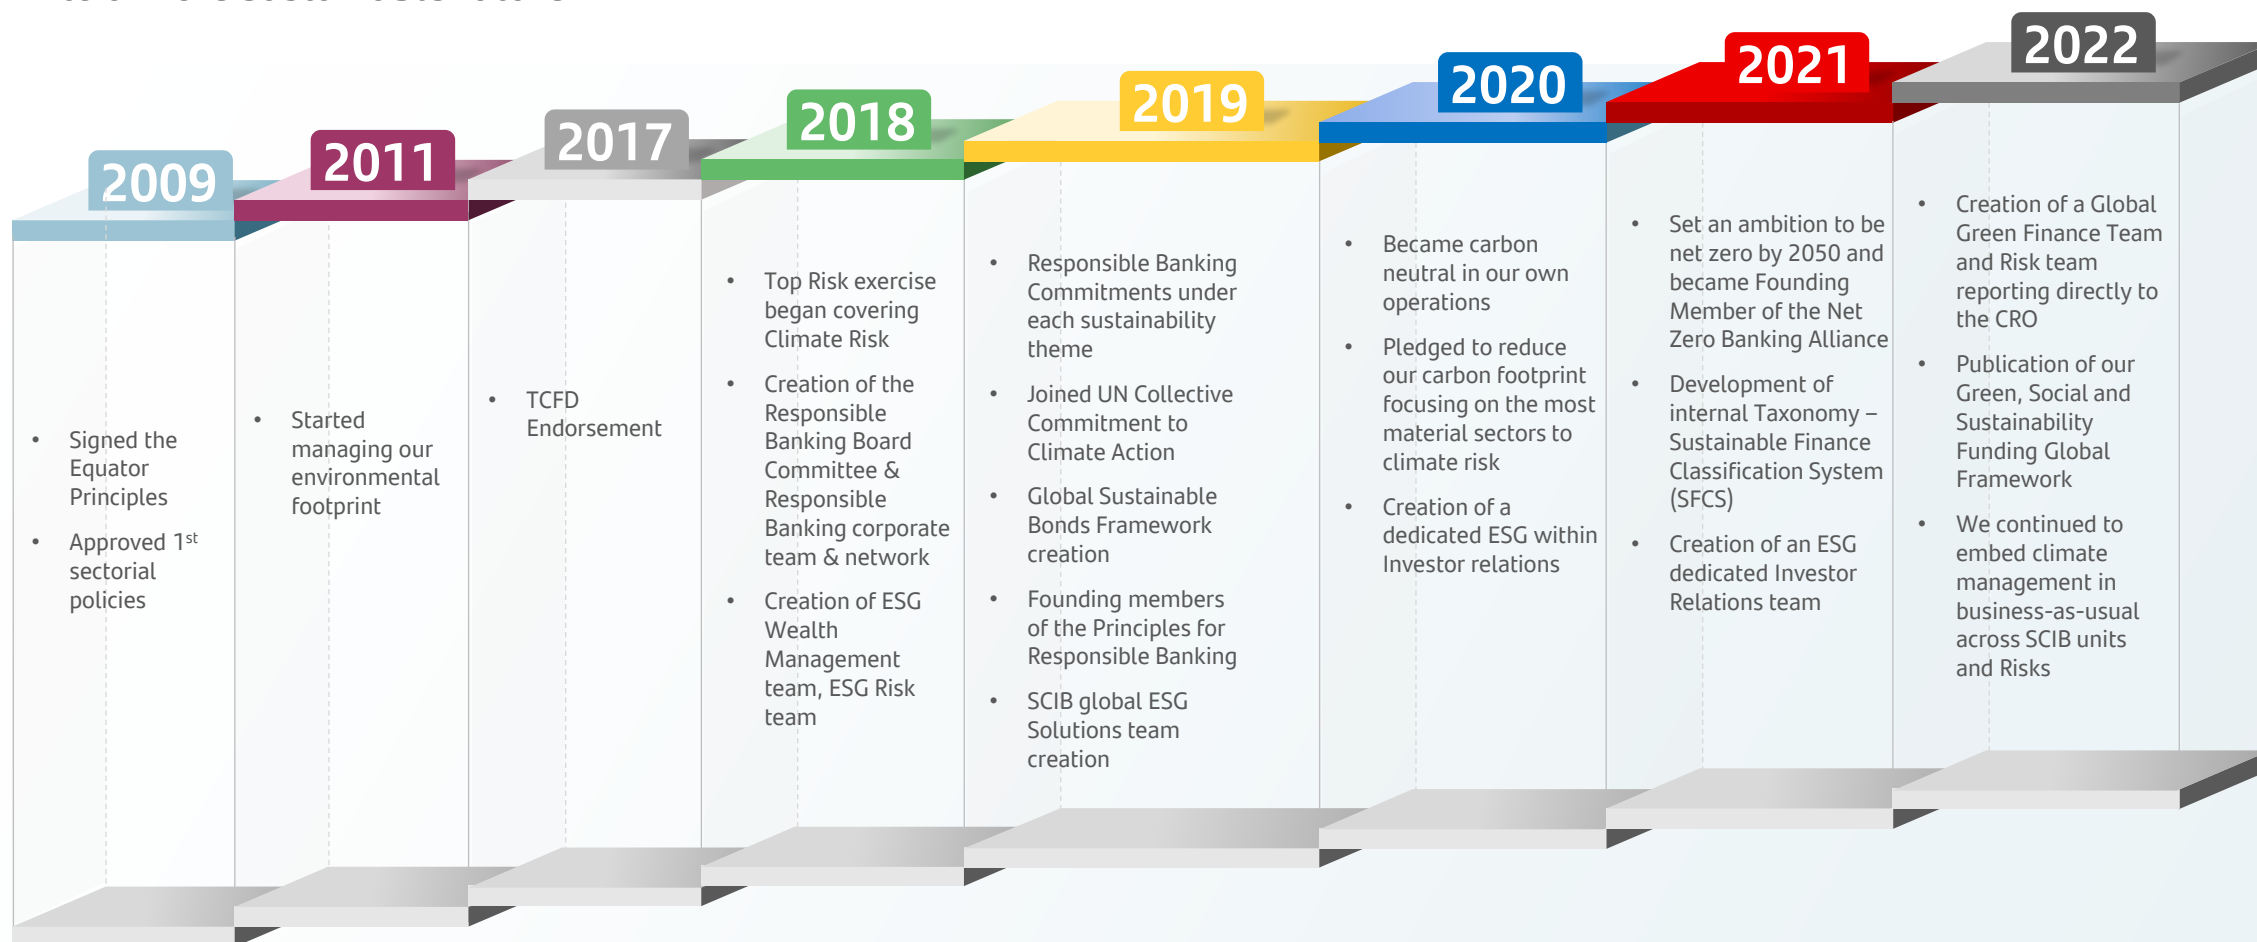 2009
• Signed the
Equator
Principles
• Approved 1st
sectorial
policies
2011
• Started
managing our
environmental
footprint
2017
• TCFD
Endorsement
2018
• Top Risk exercise
began covering
Climate Risk
• Creation of the
Responsible
Banking Board
Committee &
Responsible
Banking corporate
team & network
• Creation of ESG
Wealth
Management
team, ESG Risk
team
2019
• Responsible Banking
Commitments under
each sustainability
theme
• Joined UN Collective
Commitment to
Climate Action
• Global Sustainable
Bonds Framework
creation
• Founding members
of the Principles for
Responsible Banking
• SCIB global ESG
Solutions team
creation
2020
• Became carbon
neutral in our own
operations
• Pledged to reduce
our carbon footprint
focusing on the most
material sectors to
climate risk
• Creation of a
dedicated ESG within
Investor relations
2021
• Set an ambition to be
net zero by 2050 and
became Founding
Member of the Net
Zero Banking Alliance
• Development of
internal Taxonomy –
Sustainable Finance
Classification System
(SFCS)
• Creation of an ESG
dedicated Investor
Relations team
2022
• Creation of a Global
Green Finance Team
and Risk team
reporting directly to
the CRO
• Publication of our
Green, Social and
Sustainability
Funding Global
Framework
• We continued to
embed climate
management in
business-as-usual
across SCIB units
and Risks